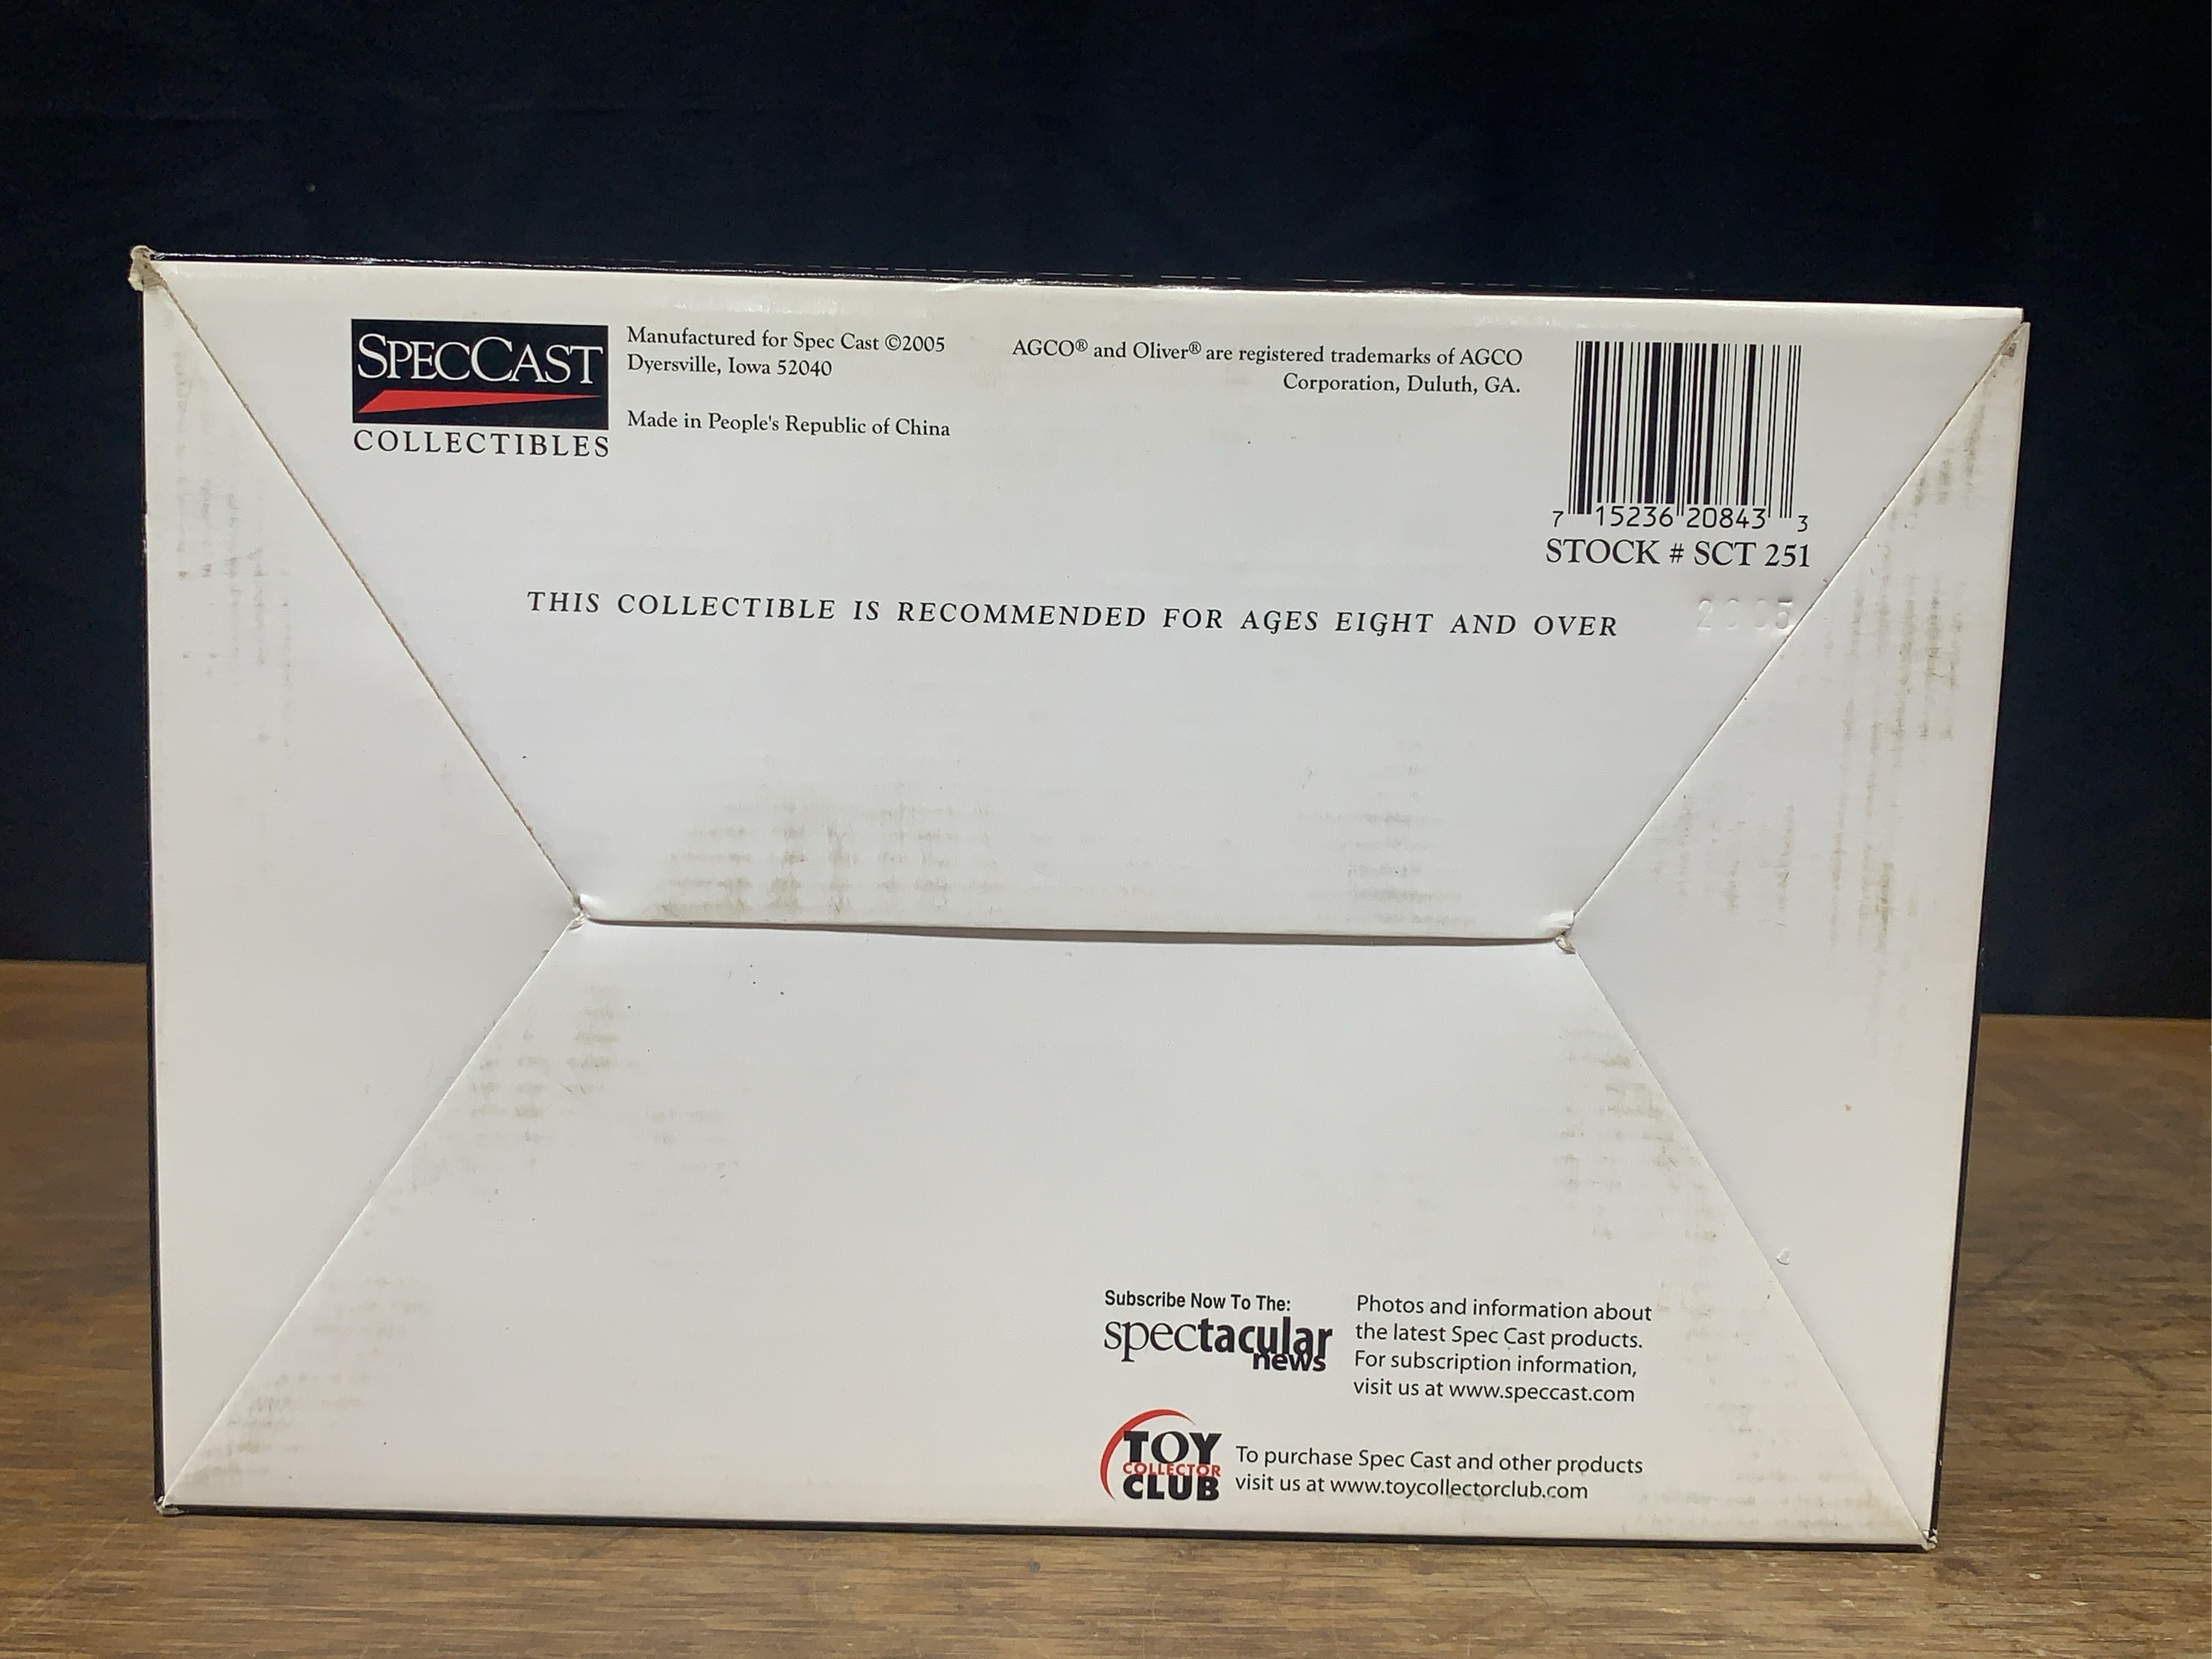 SPECCAST
COLLECTIBLES
Manufactured for Spec Cast ©2005
Dyersville, Iowa 52040
Made in People's Republic of China
AGCO® and Oliver® are registered trademarks of AGCO
Corporation, Duluth, GA.
7 15236 20843 3
STOCK # SCT 251
THIS COLLECTIBLE IS RECOMMENDED FOR AGES EIGHT AND OVER
2005
Subscribe Now To The:
spectacular
news
Photos and information about
the latest Spec Cast products.
For subscription information,
visit us at www.speccast.com
TOY
COLLECTOR
CLUB
To purchase Spec Cast and other products
visit us at www.toycollectorclub.com